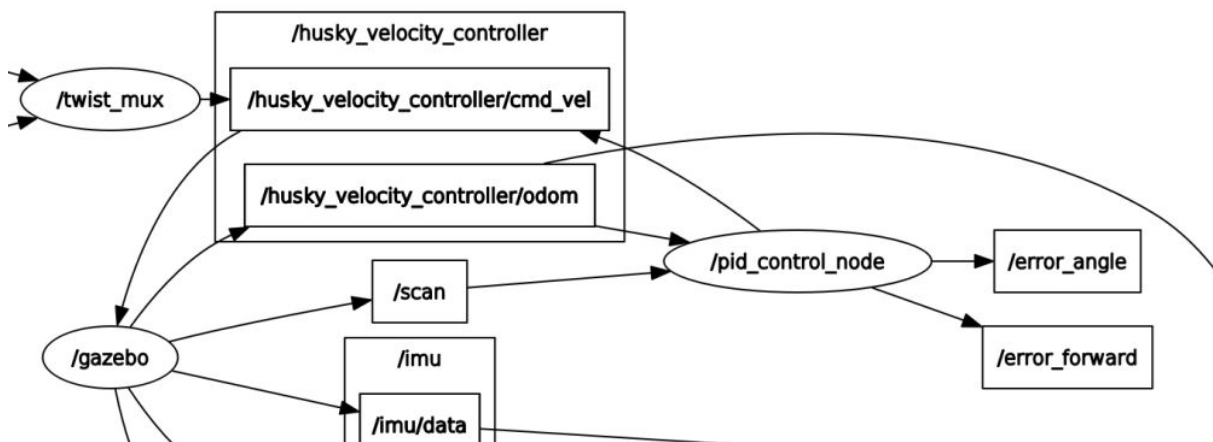 /husky_velocity_controller
/twist_mux
/husky_velocity_controller/cmd_vel
/husky_velocity_controller/odom
/pid_control_node
/error_angle
/scan
/gazebo
/imu
/error_forward
/imu/data